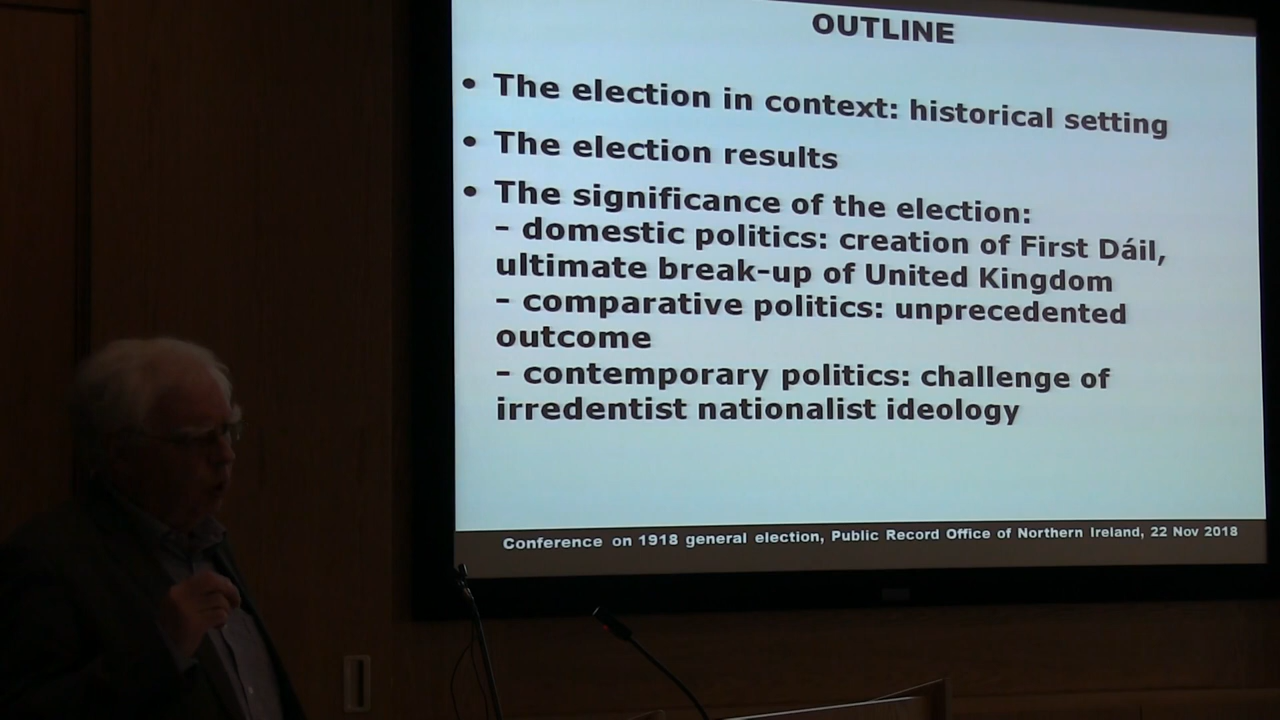 OUTLINE
• The election in context: historical setting
• The election results
• The significance of the election:
– domestic politics: creation of First Dáil,
ultimate break-up of United Kingdom
– comparative politics: unprecedented
outcome
– contemporary politics: challenge of
irredentist nationalist ideology
Conference on 1918 general election, Public Record Office of Northern Ireland, 22 Nov 2018